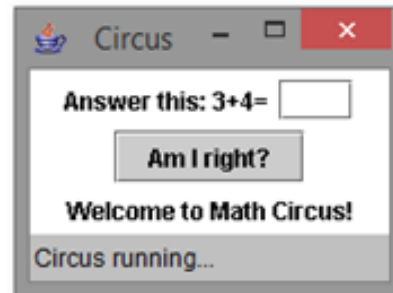 Circus
Answer this: 3+4=
Am I right?
Welcome to Math Circus!
Circus running...